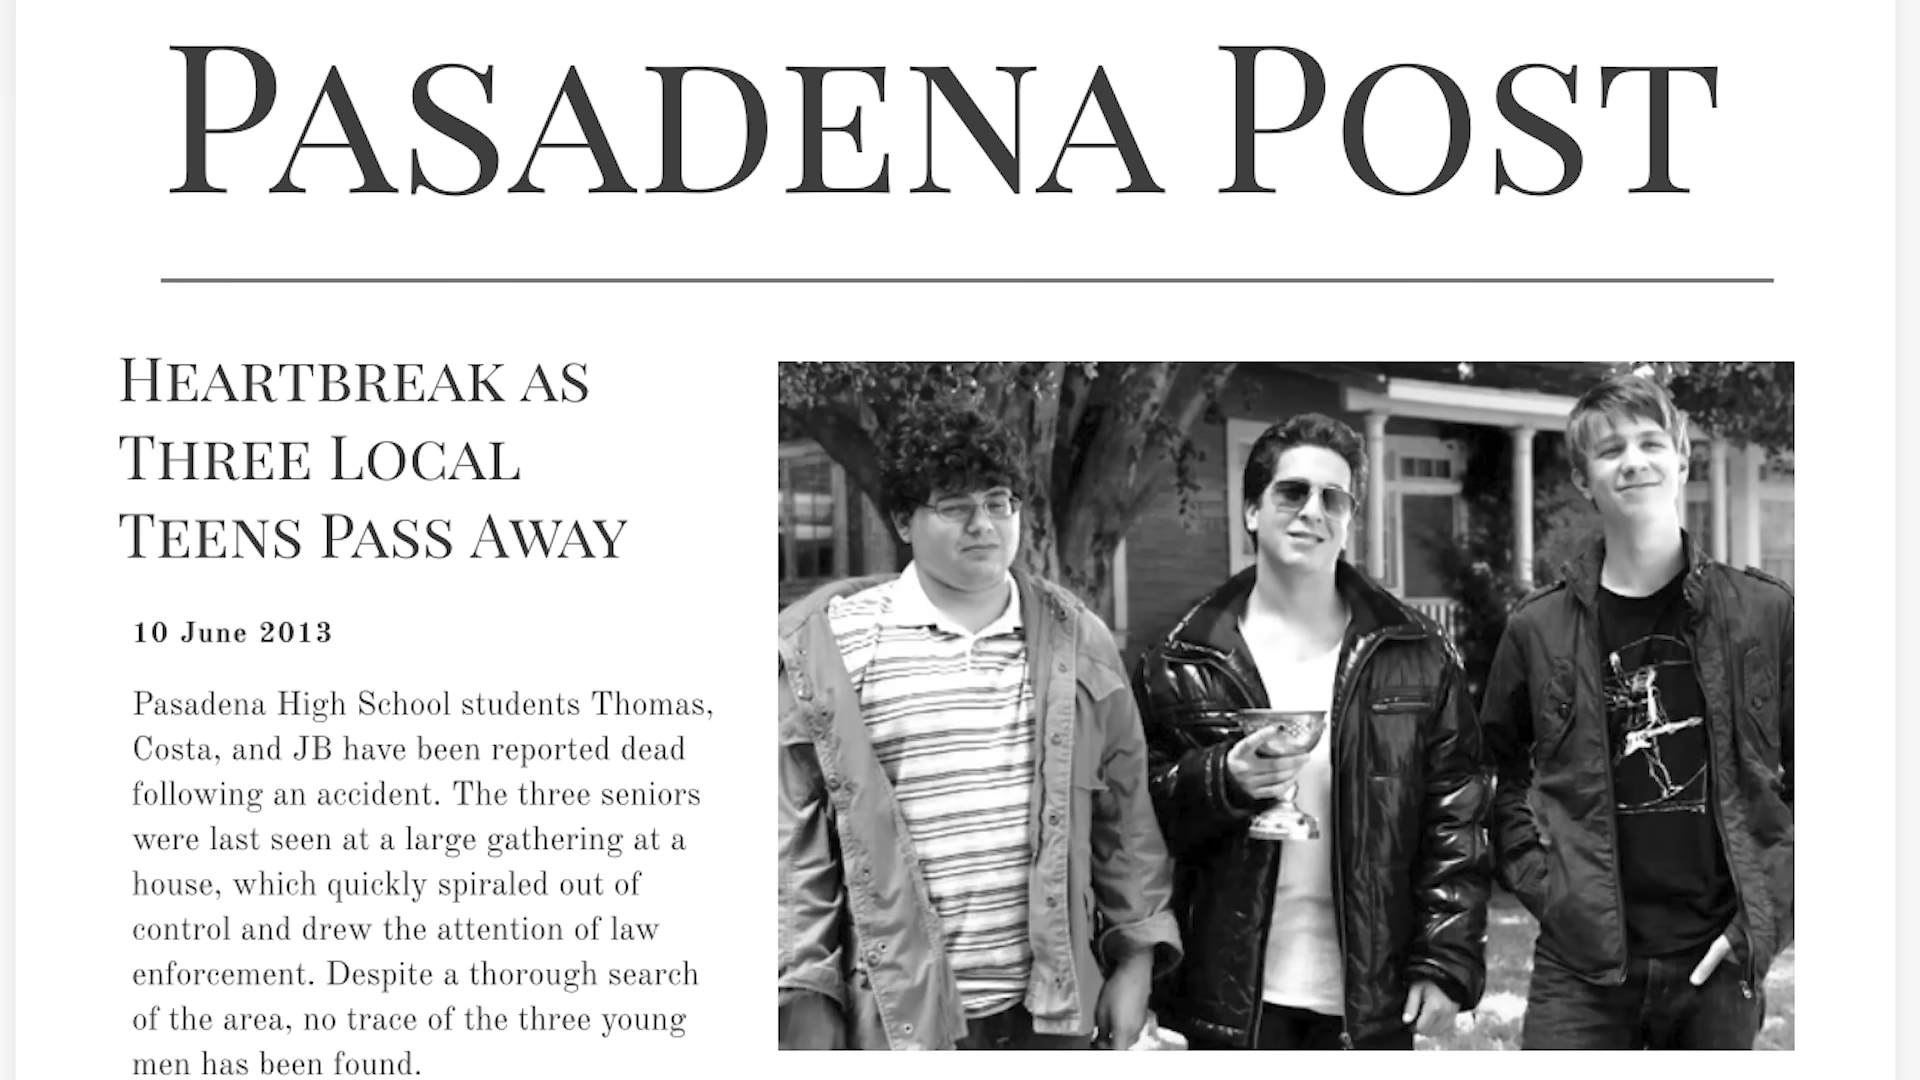 PASADENA POST
HEARTBREAK AS
THREE LOCAL
TEENS PASS AWAY
10 June 2013
Pasadena High School students Thomas,
Costa, and JB have been reported dead
following an accident. The three seniors
were last seen at a large gathering at a
house, which quickly spiraled out of
control and drew the attention of law
enforcement. Despite a thorough search
of the area, no trace of the three young
men has been found.